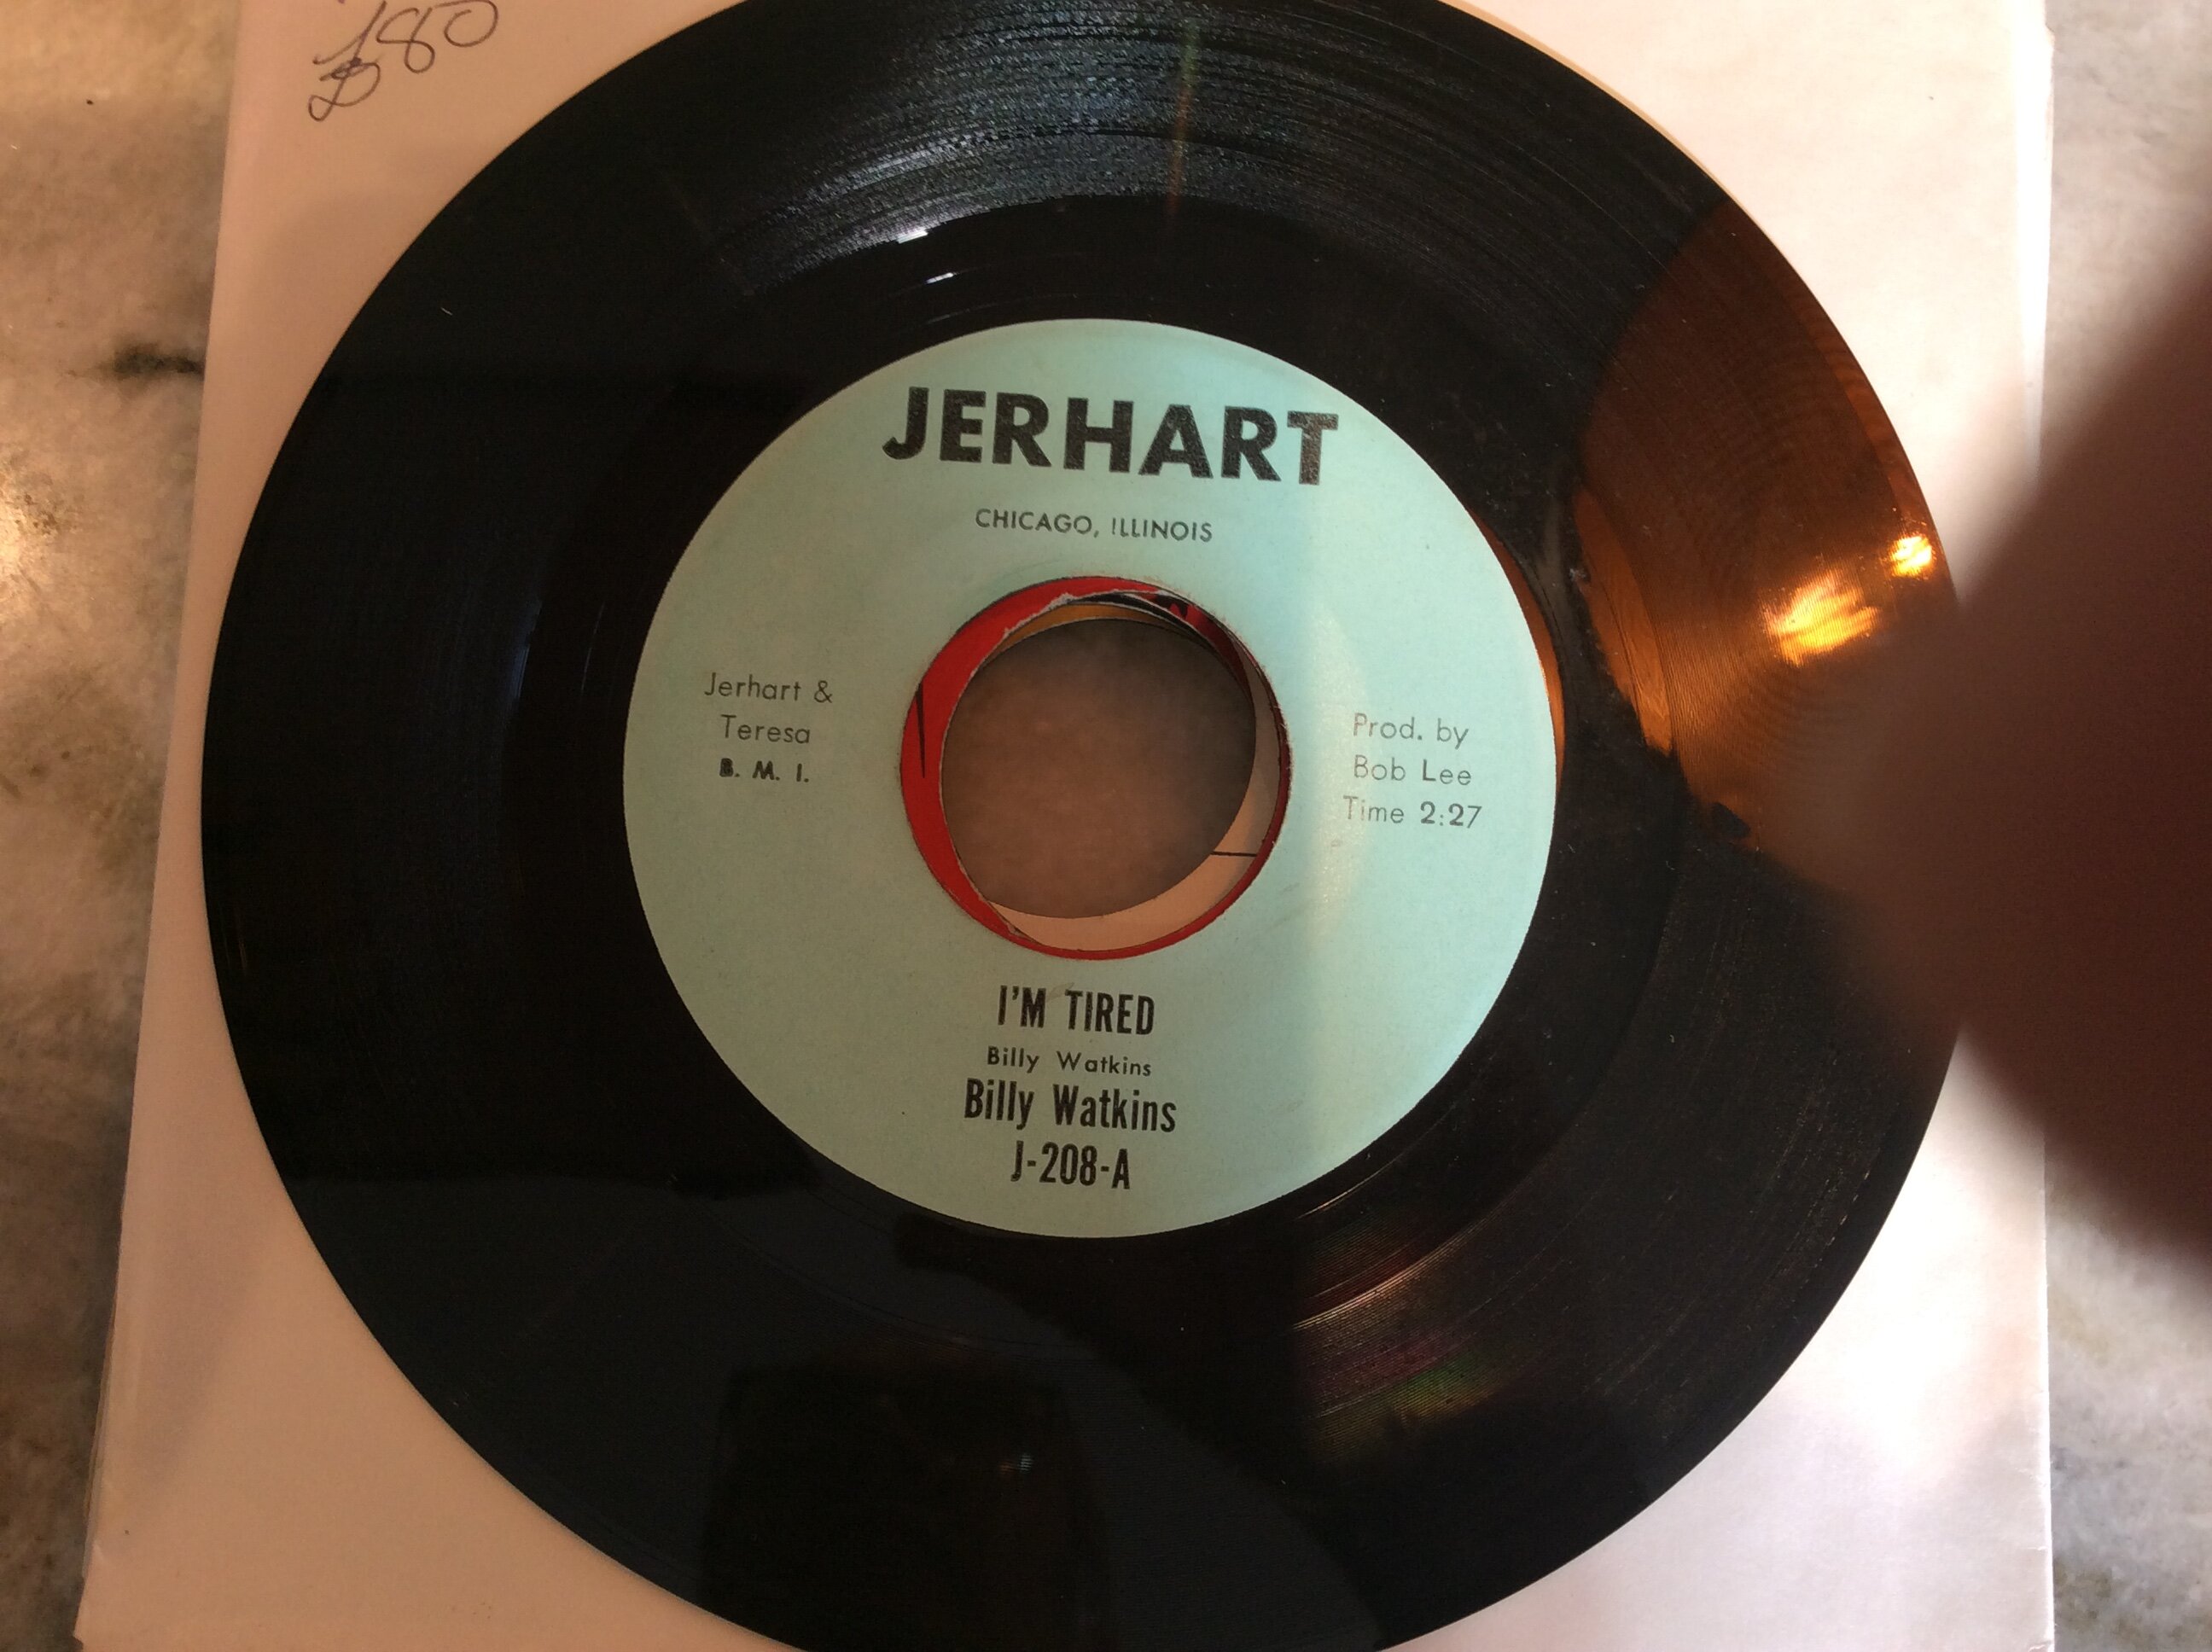 £80
JERHART
CHICAGO, ILLINOIS
Jerhart &
Teresa
B. M. I.
Prod. by
Bob Lee
Time 2:27
I'M TIRED
Billy Watkins
Billy Watkins
J-208-A